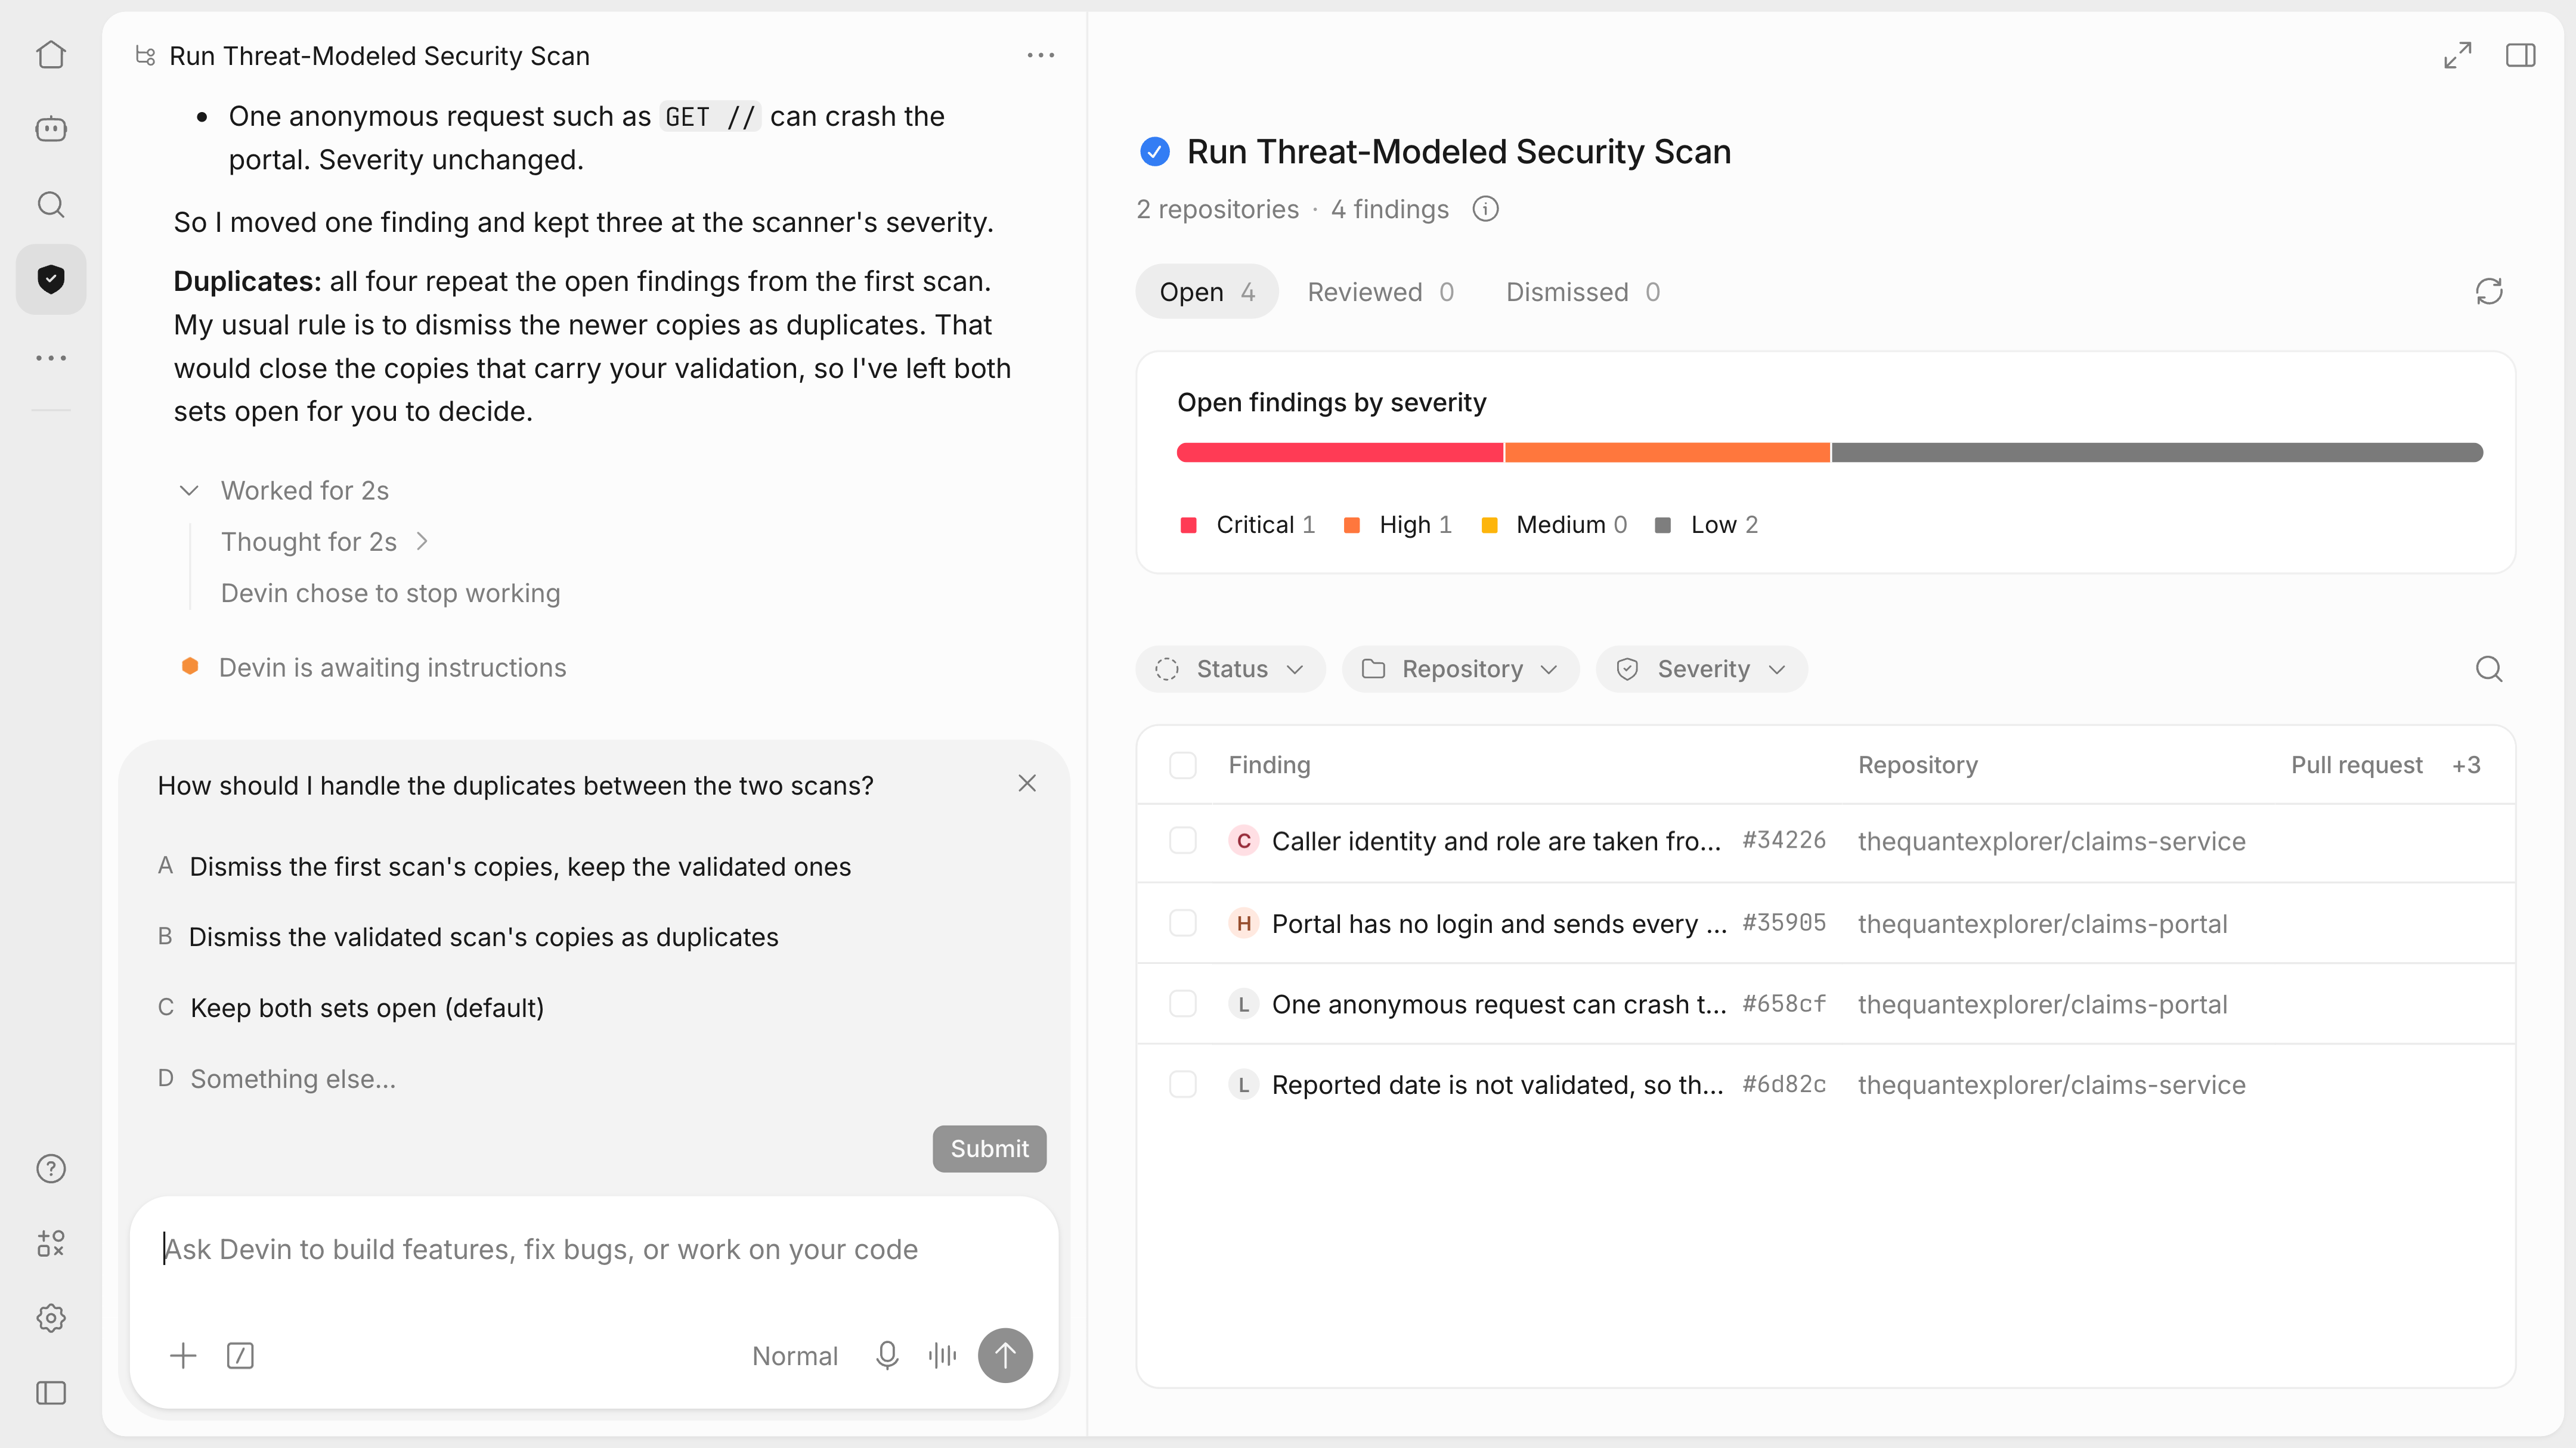 Run Threat-Modeled Security Scan
One anonymous request such as GET // can crash the
portal. Severity unchanged.
So I moved one finding and kept three at the scanner's severity.
Duplicates: all four repeat the open findings from the first scan.
My usual rule is to dismiss the newer copies as duplicates. That
would close the copies that carry your validation, so I've left both
sets open for you to decide.
Worked for 2s
Thought for 2s
Devin chose to stop working
Devin is awaiting instructions
How should I handle the duplicates between the two scans?
A Dismiss the first scan's copies, keep the validated ones
B Dismiss the validated scan's copies as duplicates
C Keep both sets open (default)
D Something else...
Submit
Ask Devin to build features, fix bugs, or work on your code
Normal
Run Threat-Modeled Security Scan
2 repositories · 4 findings
Open 4 Reviewed 0 Dismissed 0
Open findings by severity
Critical 1 High 1 Medium 0 Low 2
Status Repository Severity
Finding Repository Pull request +3
C Caller identity and role are taken fro... #34226 thequantexplorer/claims-service
H Portal has no login and sends every ... #35905 thequantexplorer/claims-portal
L One anonymous request can crash t... #658cf thequantexplorer/claims-portal
L Reported date is not validated, so th... #6d82c thequantexplorer/claims-service